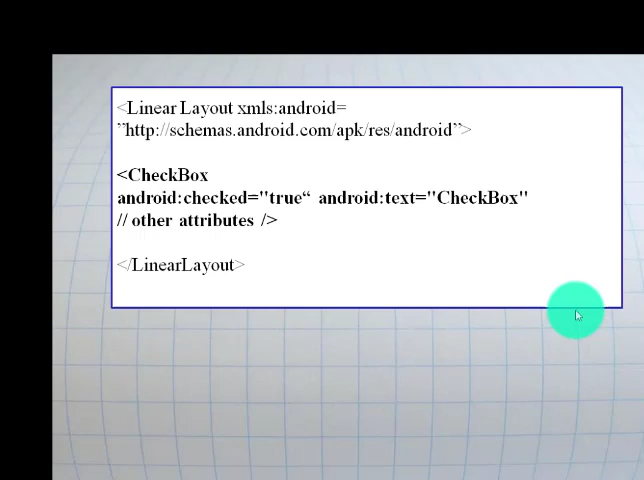 <Linear Layout xmls:android=
”http://schemas.android.com/apk/res/android”>
<CheckBox
android:checked="true“ android:text="CheckBox"
// other attributes />
</LinearLayout>